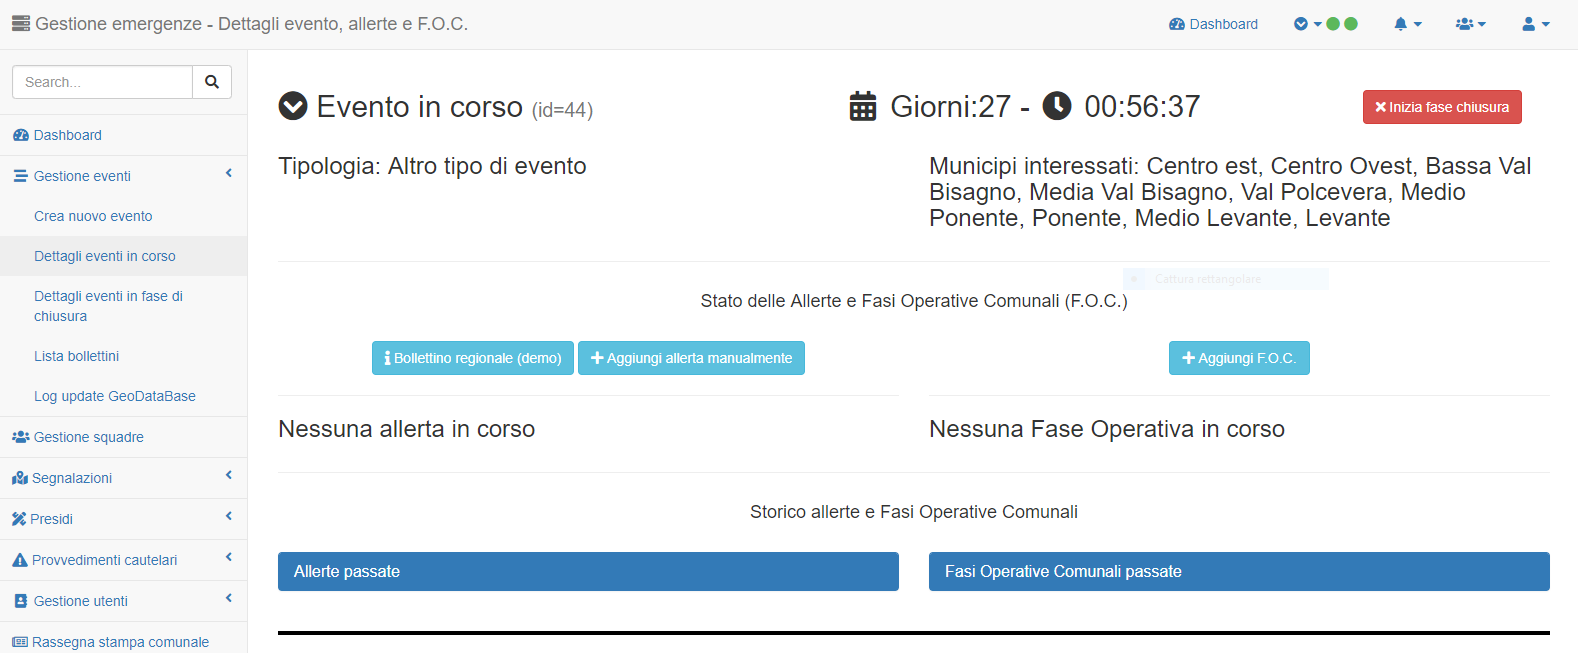 Gestione emergenze - Dettagli evento, allerte e F.O.C.
Dashboard
Search...
Dashboard
Gestione eventi
Crea nuovo evento
Dettagli eventi in corso
Dettagli eventi in fase di
chiusura
Lista bollettini
Log update GeoDataBase
Gestione squadre
Segnalazioni
Presidi
Provvedimenti cautelari
Gestione utenti
Rassegna stampa comunale
Evento in corso (id=44)
Giorni:27 - 00:56:37
Inizia fase chiusura
Tipologia: Altro tipo di evento
Municipi interessati: Centro est, Centro Ovest, Bassa Val
Bisagno, Media Val Bisagno, Val Polcevera, Medio
Ponente, Ponente, Medio Levante, Levante
Cattura rettangolare
Stato delle Allerte e Fasi Operative Comunali (F.O.C.)
Bollettino regionale (demo)
Aggiungi allerta manualmente
Aggiungi F.O.C.
Nessuna allerta in corso
Nessuna Fase Operativa in corso
Storico allerte e Fasi Operative Comunali
Allerte passate
Fasi Operative Comunali passate